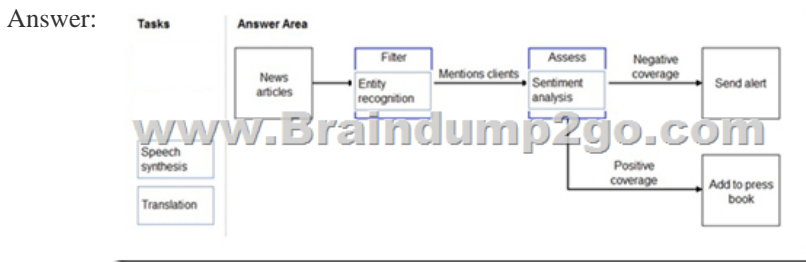 Answer:
Tasks
Answer Area
News
articles
Filter
Entity
recognition
Mentions clients
Assess
Sentiment
analysis
Negative
coverage
Send alert
www.Braindump2go.com
Speech
synthesis
Translation
Positive
coverage
Add to press
book